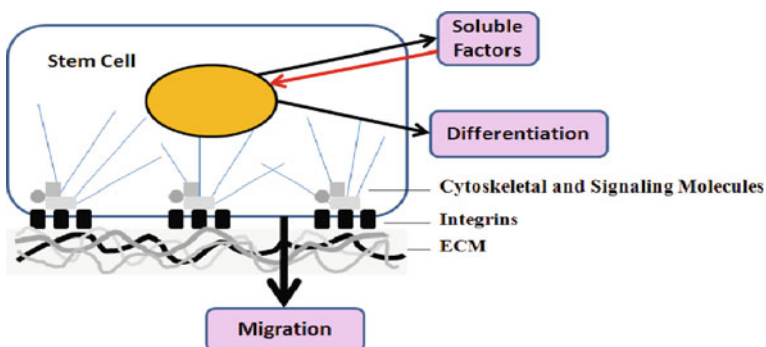 Soluble
Factors
Stem Cell
Differentiation
Cytoskeletal and Signaling Molecules
Integrins
ECM
Migration